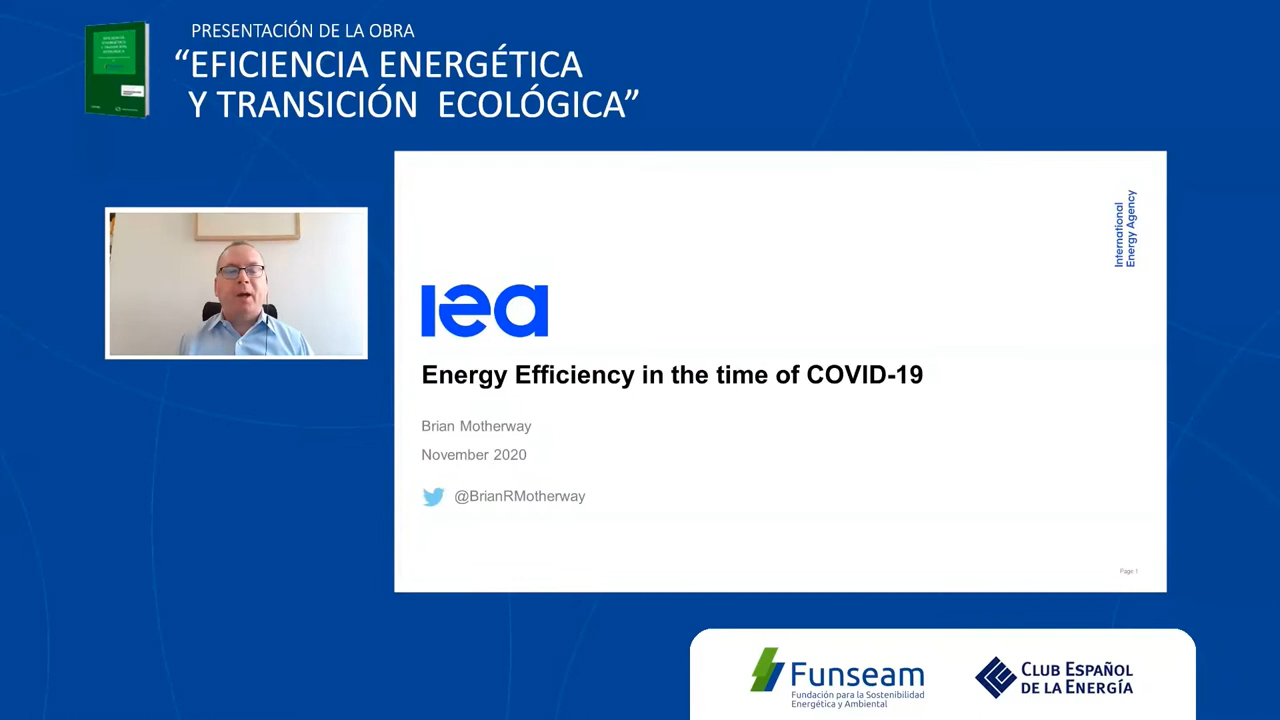 PRESENTACIÓN DE LA OBRA
“EFICIENCIA ENERGÉTICA
Y TRANSICIÓN ECOLÓGICA”
International
Energy Agency
iea
Energy Efficiency in the time of COVID-19
Brian Motherway
November 2020
@BrianRMotherway
Page 1
Funseam
Fundación para la Sostenibilidad
Energética y Ambiental
CLUB ESPAÑOL
DE LA ENERGÍA